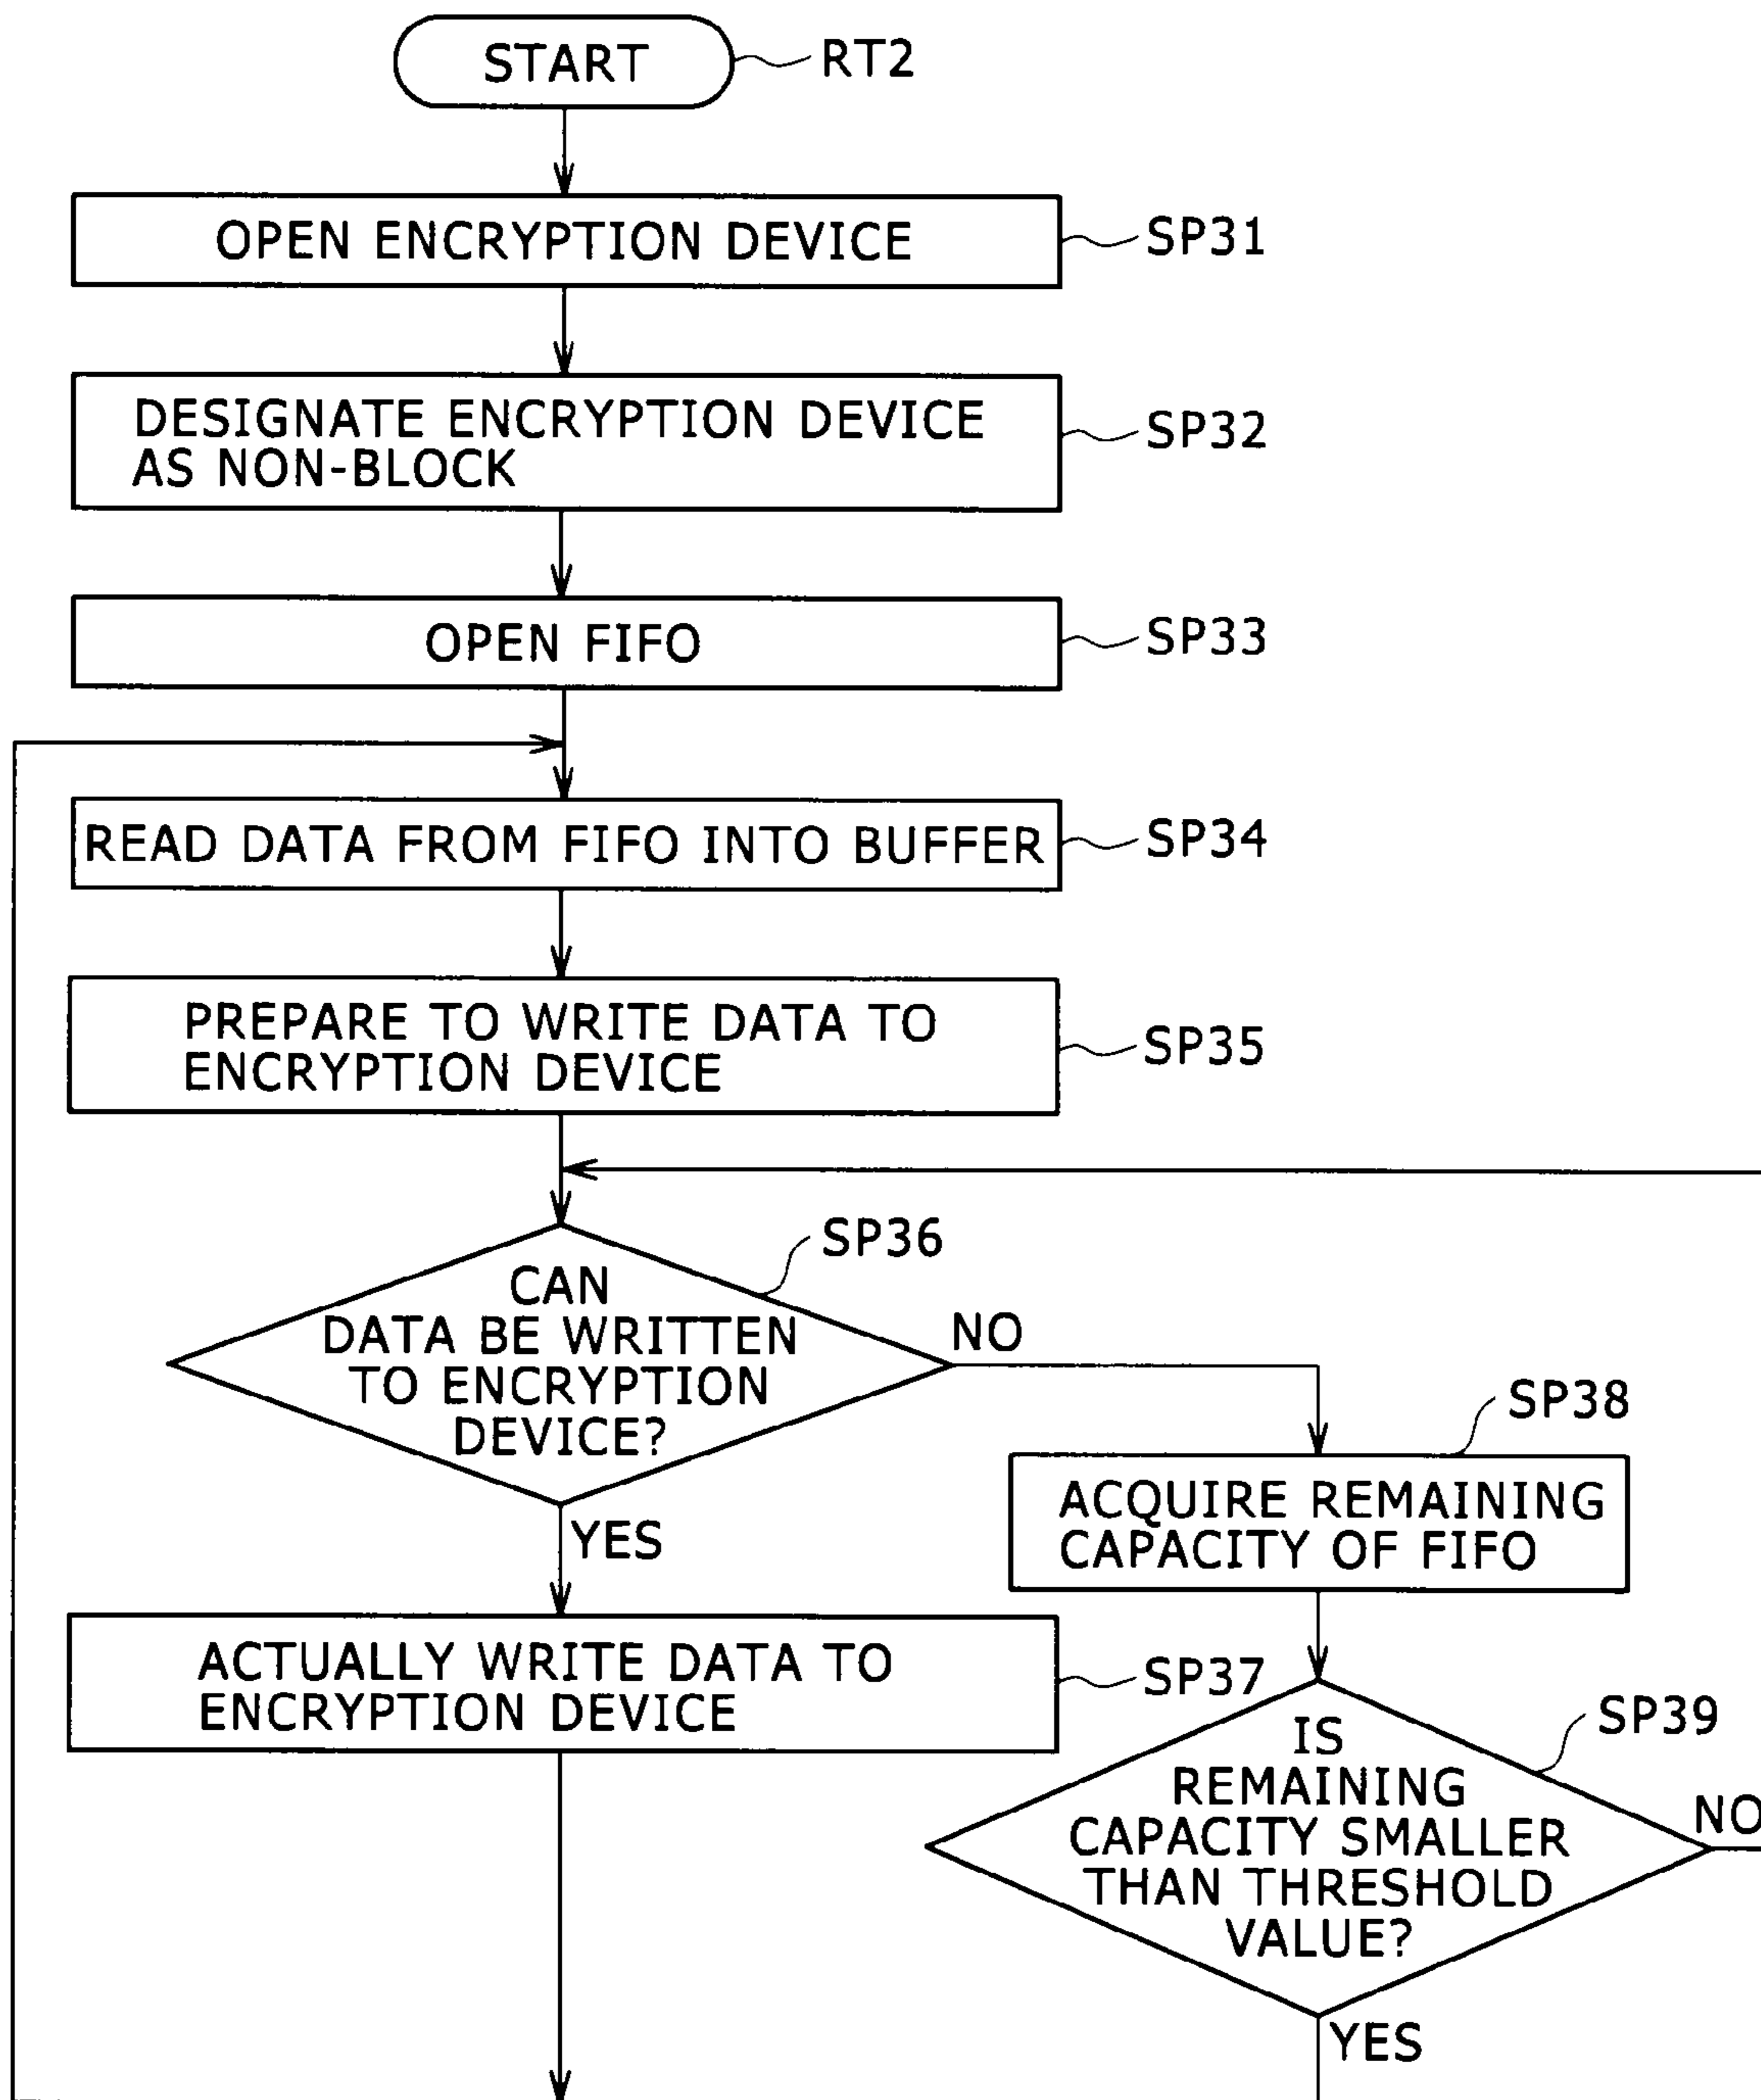 START
RT2
OPEN ENCRYPTION DEVICE
SP31
DESIGNATE ENCRYPTION DEVICE
AS NON-BLOCK
SP32
OPEN FIFO
SP33
READ DATA FROM FIFO INTO BUFFER
SP34
PREPARE TO WRITE DATA TO
ENCRYPTION DEVICE
SP35
SP36
CAN
DATA BE WRITTEN
TO ENCRYPTION
DEVICE?
NO
YES
SP38
ACQUIRE REMAINING
CAPACITY OF FIFO
ACTUALLY WRITE DATA TO
ENCRYPTION DEVICE
SP37
SP39
IS
REMAINING
CAPACITY SMALLER
THAN THRESHOLD
VALUE?
NO
YES